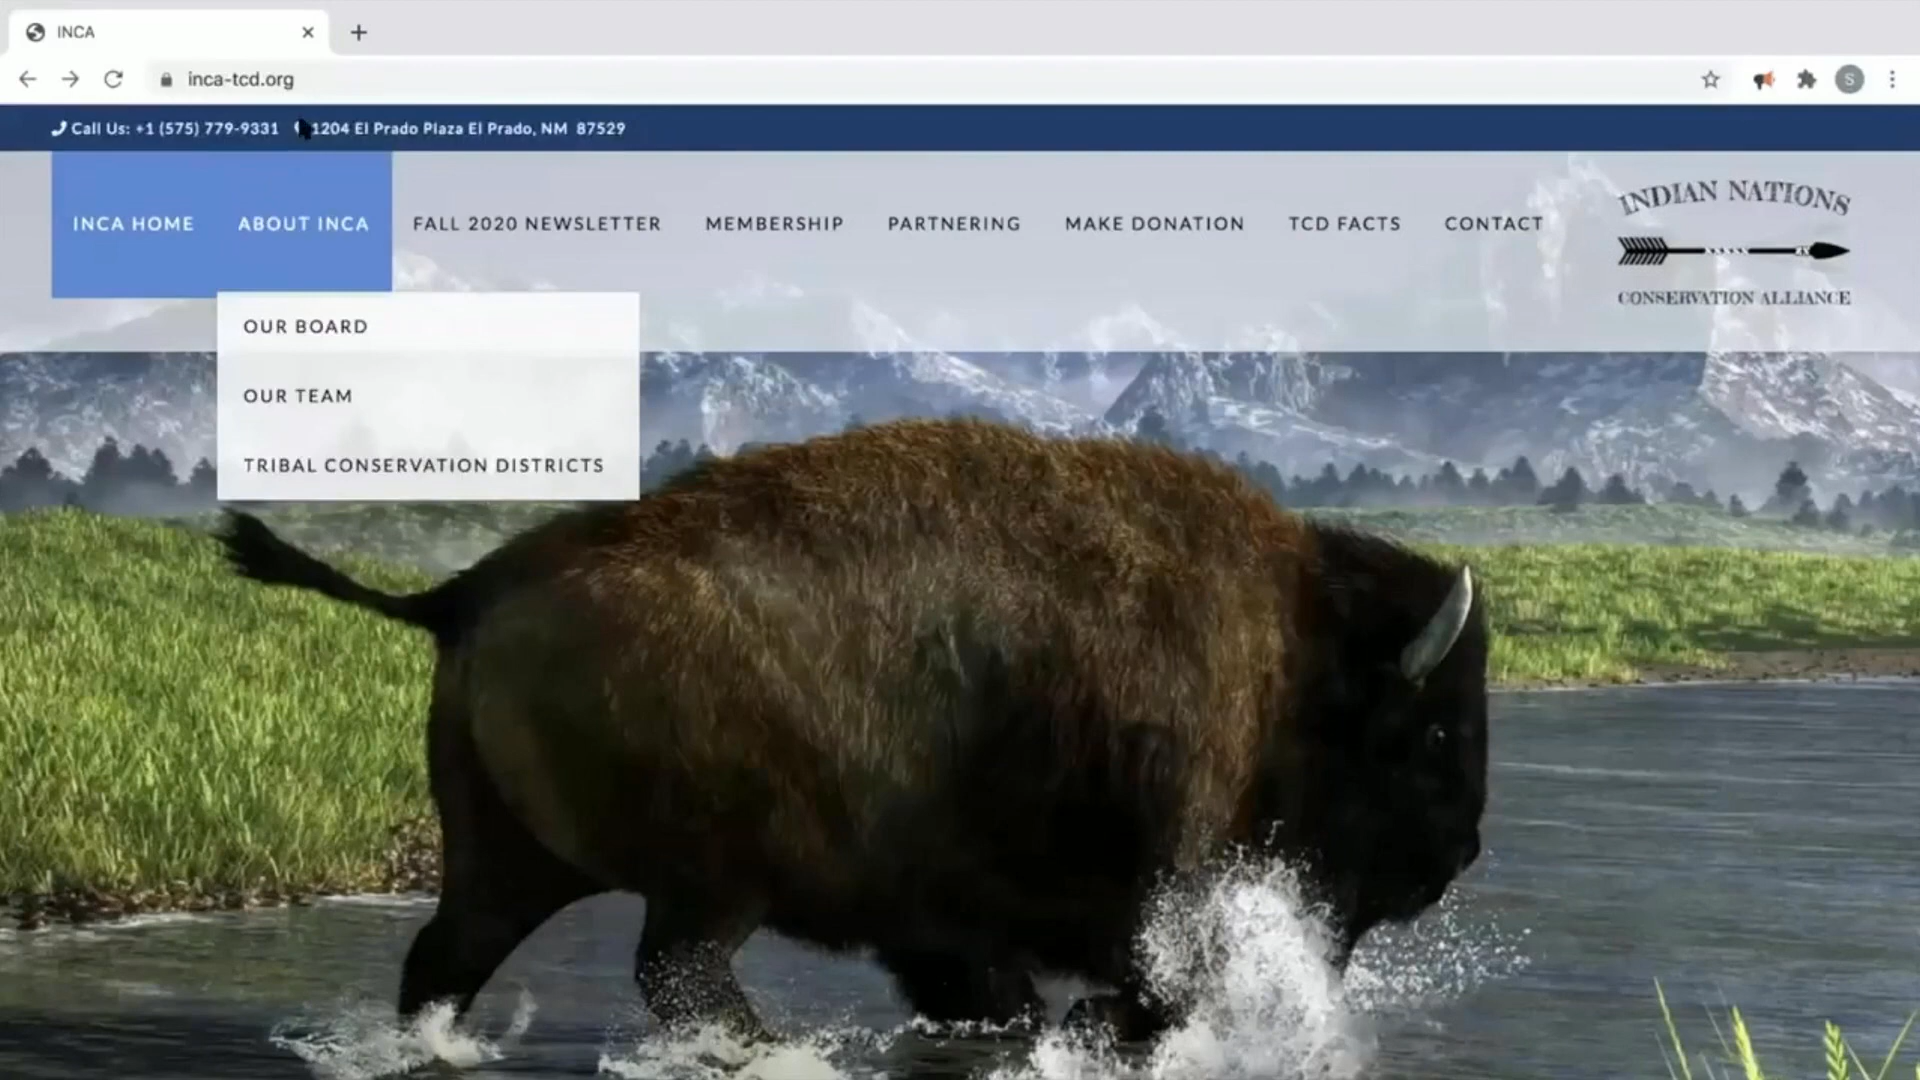 INCA
inca-tcd.org
S
Call Us: +1 (575) 779-9331 1204 El Prado Plaza El Prado, NM 87529
INCA HOME ABOUT INCA FALL 2020 NEWSLETTER MEMBERSHIP PARTNERING MAKE DONATION TCD FACTS CONTACT
INDIAN NATIONS
CONSERVATION ALLIANCE
OUR BOARD
OUR TEAM
TRIBAL CONSERVATION DISTRICTS